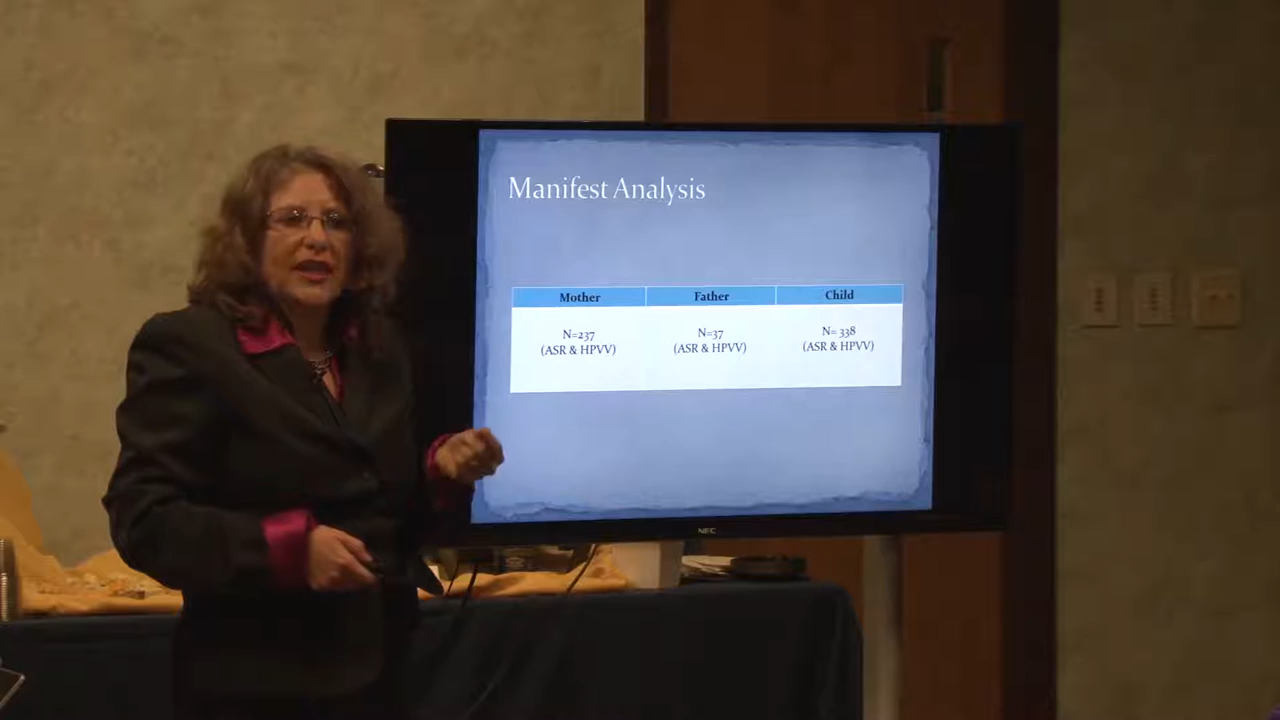 Manifest Analysis
Mother Father Child
N=237 N=37 N= 338
(ASR & HPVV) (ASR & HPVV) (ASR & HPVV)
NEC